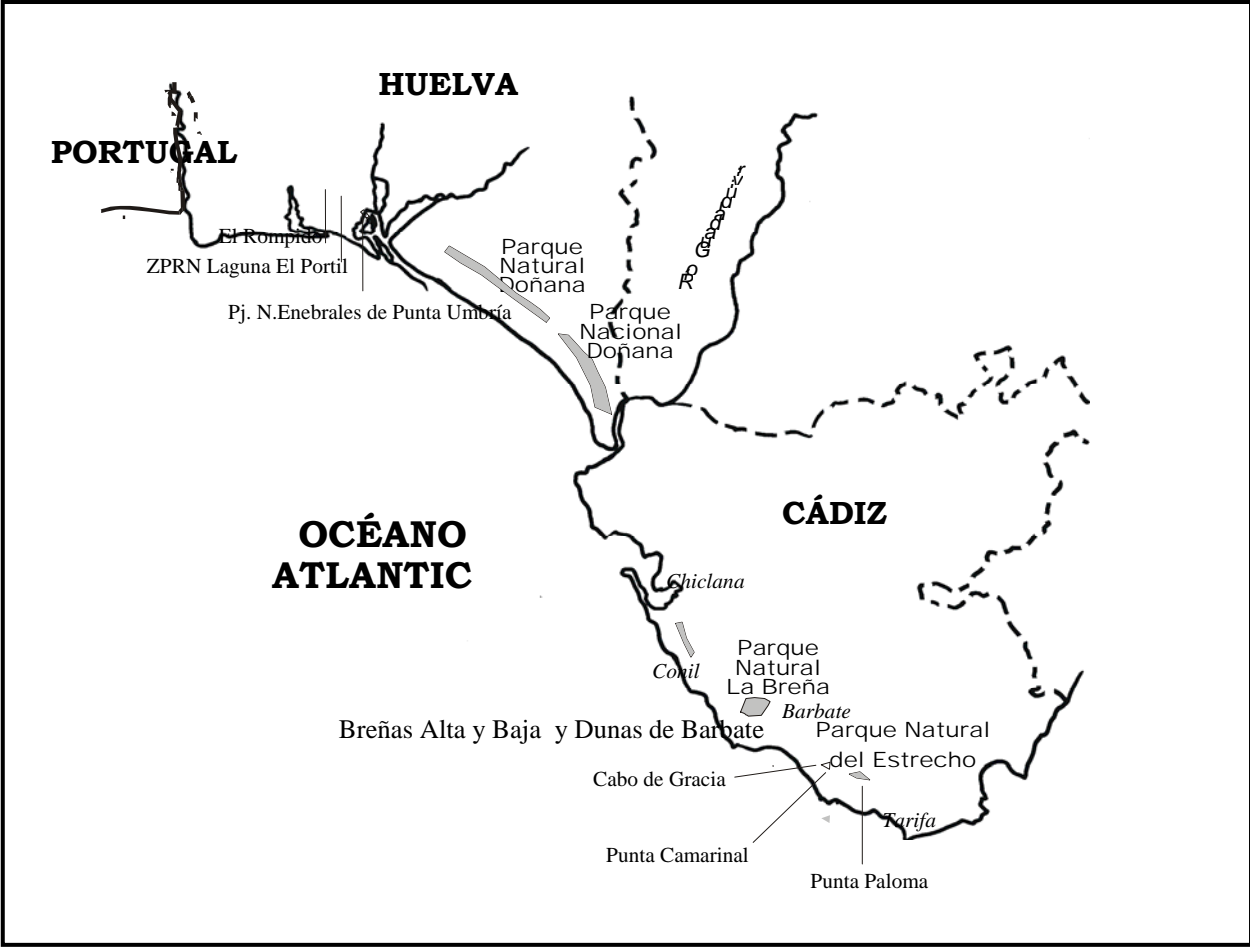 HUELVA
PORTUGAL
El Rompido
ZPRN Laguna El Portil
Pj. N.Enebrales de Punta Umbría
Parque
Natural
Doñana
Parque
Nacional
Doñana
Río Guadalquivir
OCÉANO
ATLANTIC
CÁDIZ
Chiclana
Conil
Parque
Natural
La Breña
Barbate
Breñas Alta y Baja y Dunas de Barbate
Parque Natural
del Estrecho
Cabo de Gracia
Tarifa
Punta Camarinal
Punta Paloma